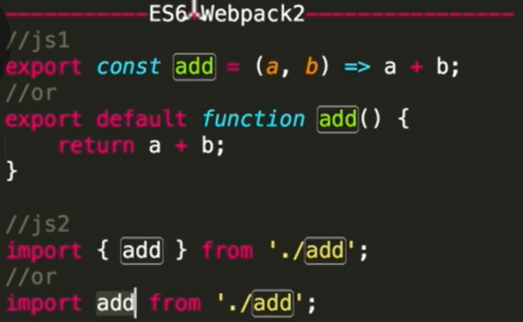 ----------ES6 Webpack2---------------
//js1
export const add = (a, b) => a + b;
//or
export default function add() {
    return a + b;
}
//js2
import { add } from './add';
//or
import add from './add';